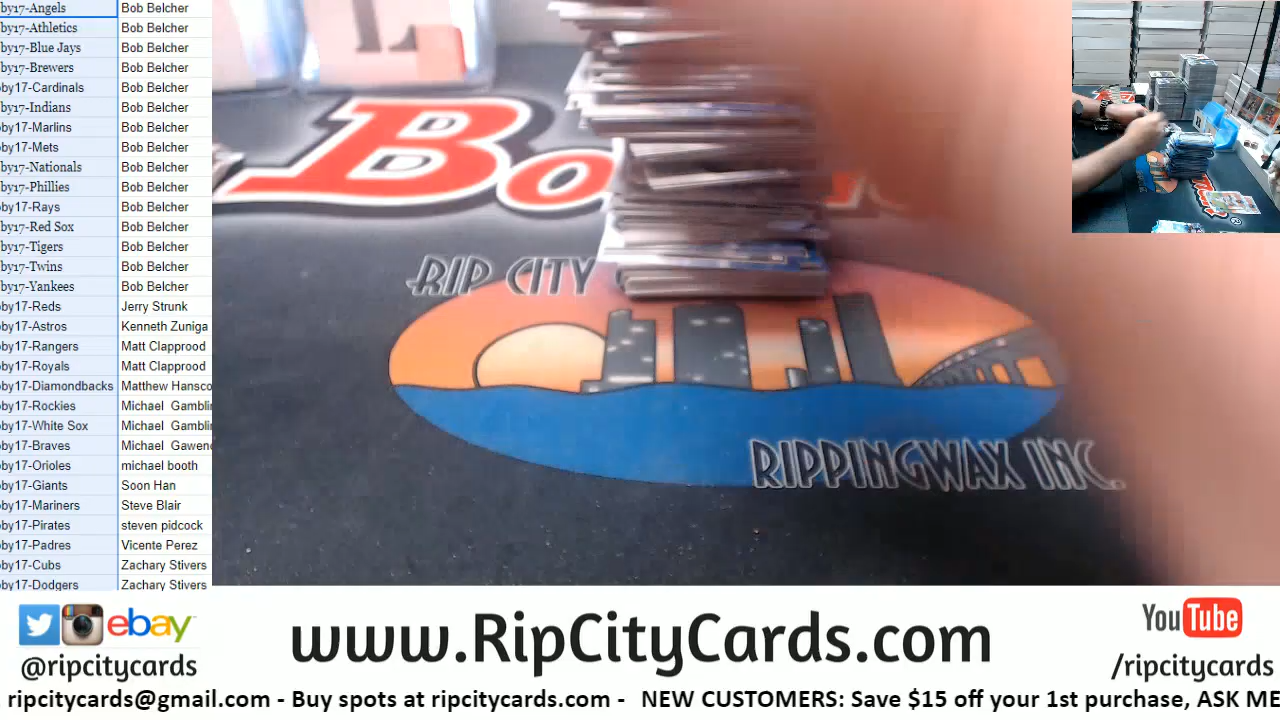 by17-Angels Bob Belcher
by17-Athletics Bob Belcher
by17-Blue Jays Bob Belcher
by17-Brewers Bob Belcher
by17-Cardinals Bob Belcher
by17-Indians Bob Belcher
by17-Marlins Bob Belcher
by17-Mets Bob Belcher
by17-Nationals Bob Belcher
by17-Phillies Bob Belcher
by17-Rays Bob Belcher
by17-Red Sox Bob Belcher
by17-Tigers Bob Belcher
by17-Twins Bob Belcher
by17-Yankees Bob Belcher
by17-Reds Jerry Strunk
by17-Astros Kenneth Zuniga
by17-Rangers Matt Clapprood
by17-Royals Matt Clapprood
by17-Diamondbacks Matthew Hansco
by17-Rockies Michael Gamblin
by17-White Sox Michael Gamblin
by17-Braves Michael Gawenc
by17-Orioles michael booth
by17-Giants Soon Han
by17-Mariners Steve Blair
by17-Pirates steven pidcock
by17-Padres Vicente Perez
by17-Cubs Zachary Stivers
by17-Dodgers Zachary Stivers
Bo
RIP CITY
RIPPINGWAX INC.
ebay
@ripcitycards
www.RipCityCards.com
YouTube
/ripcitycards
ripcitycards@gmail.com - Buy spots at ripcitycards.com - NEW CUSTOMERS: Save $15 off your 1st purchase, ASK ME